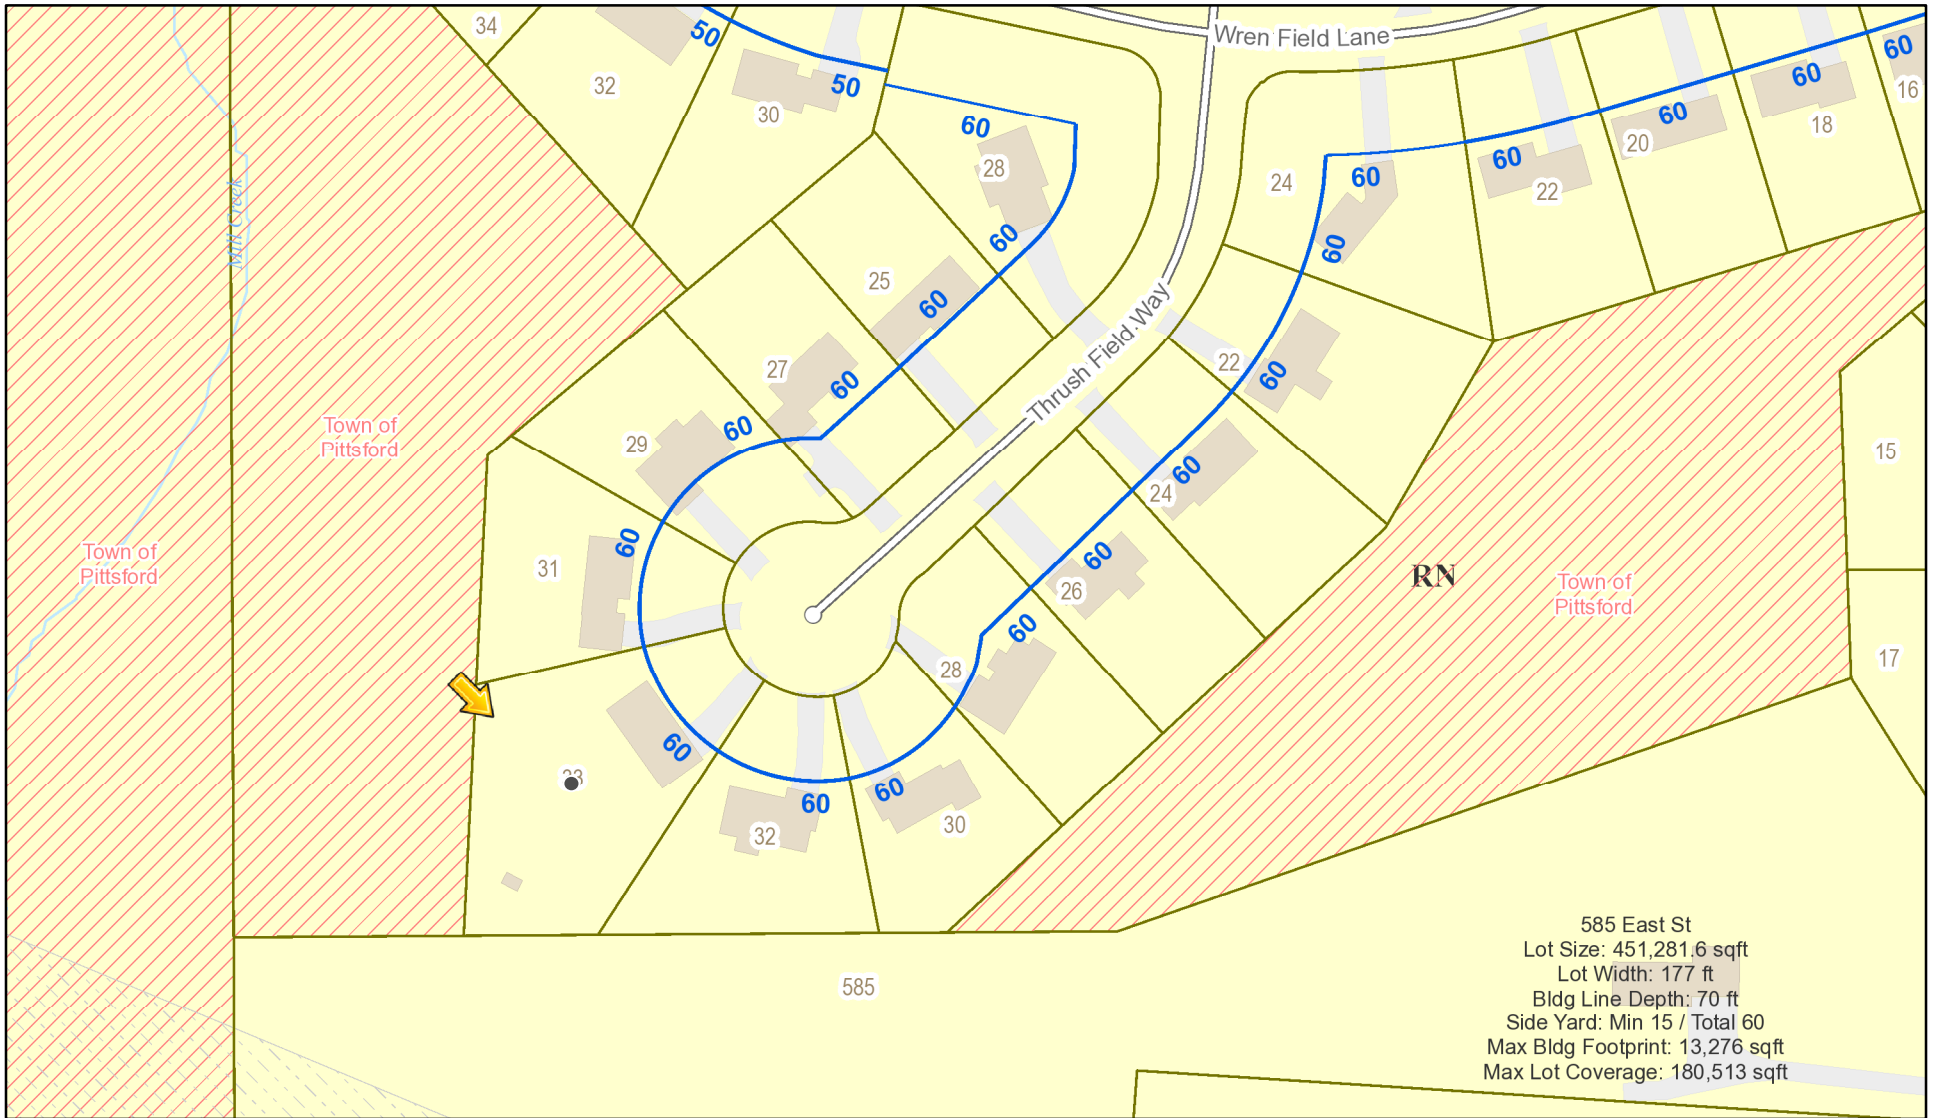 34
50
Wren Field Lane
60
60
16
32
50
30
60
60
18
60
20
28
60
24
60
60
22
Mill Creek
60
60
25
60
22
60
27
60
Thrush Field Way
Town of
Pittsford
29
60
60
24
15
Town of
Pittsford
31
60
60
26
RN
Town of
Pittsford
60
28
17
60
33
60
60
30
32
585 East St
Lot Size: 451,281.6 sqft
Lot Width: 177 ft
Bldg Line Depth: 70 ft
Side Yard: Min 15 / Total 60
Max Bldg Footprint: 13,276 sqft
Max Lot Coverage: 180,513 sqft
585